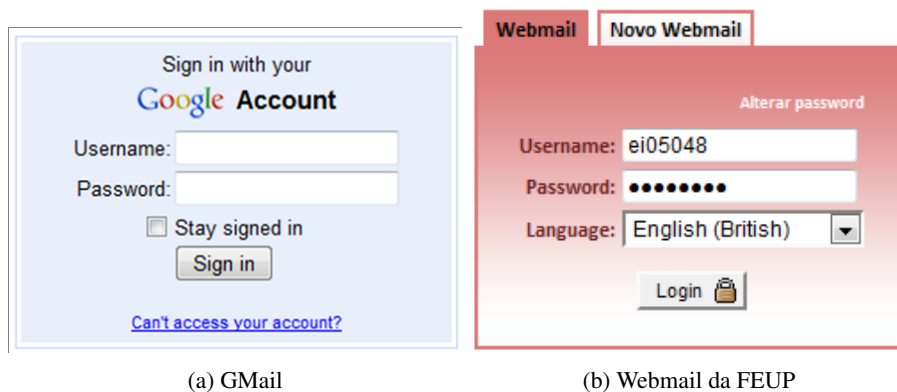 Sign in with your
Google Account
Username:
Password:
Stay signed in
Sign in
Can't access your account?
(a) GMail
Webmail
Novo Webmail
Alterar password
Username: ei05048
Password: ●●●●●●●●
Language: English (British)
Login
(b) Webmail da FEUP